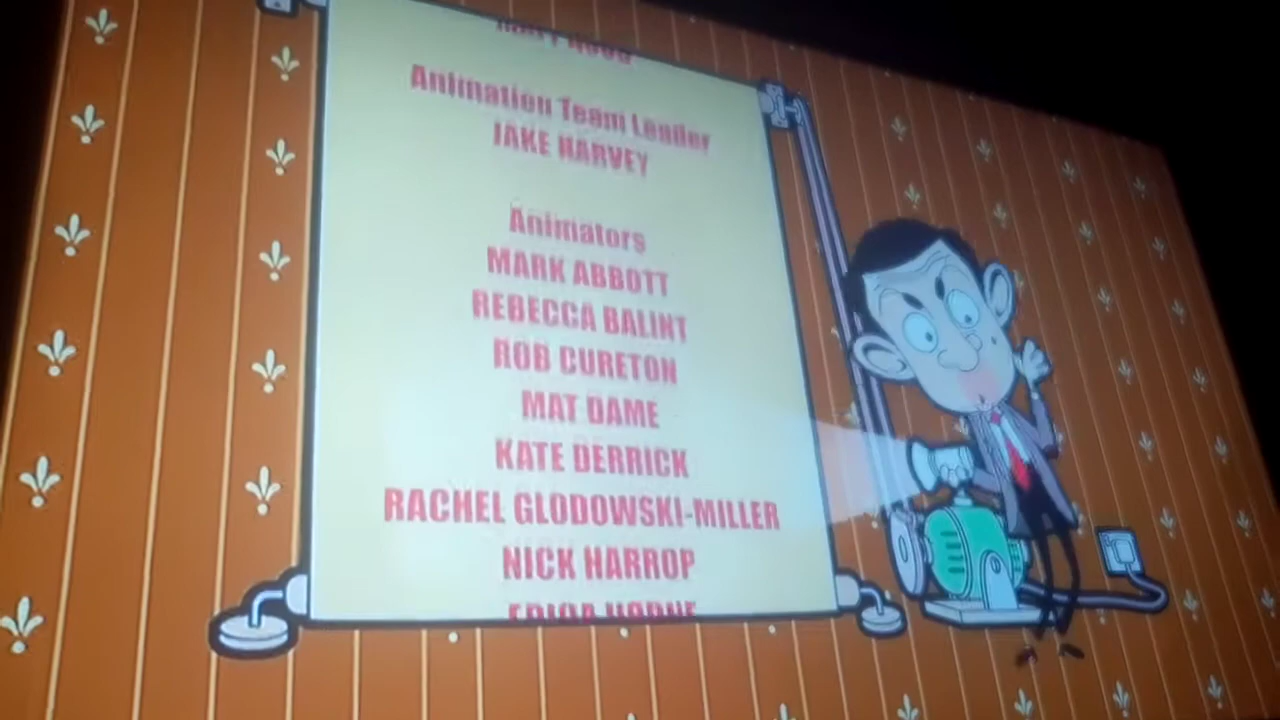 Animation Team Leader
JAKE HARVEY
Animators
MARK ABBOTT
REBECCA BALINT
ROB CURETON
MAT DAME
KATE DERRICK
RACHEL GLODOWSKI-MILLER
NICK HARROP